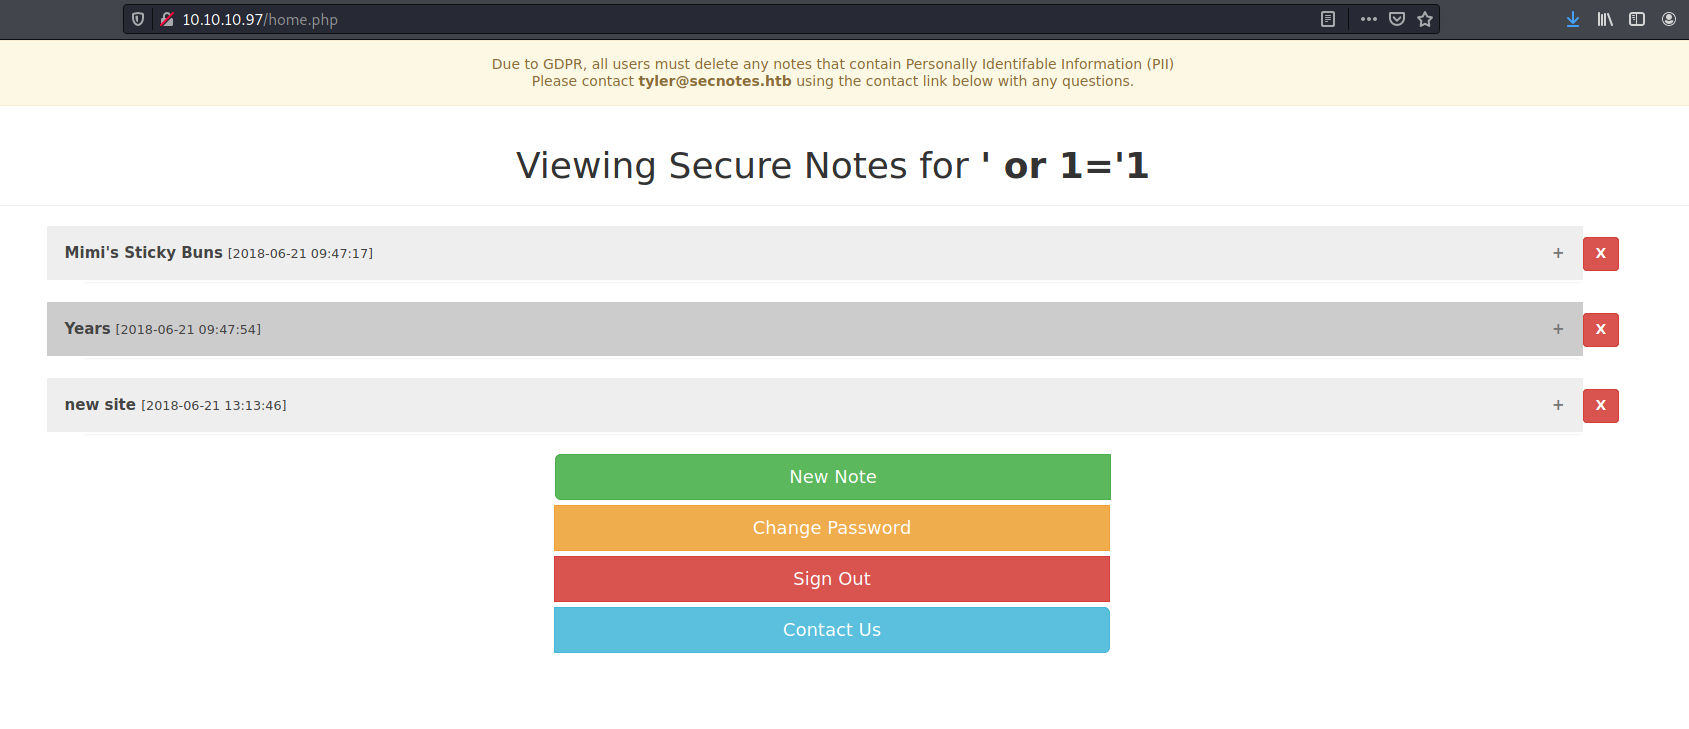 10.10.10.97/home.php
Due to GDPR, all users must delete any notes that contain Personally Identifable Information (PII)
Please contact tyler@secnotes.htb using the contact link below with any questions.
Viewing Secure Notes for ' or 1='1
Mimi's Sticky Buns [2018-06-21 09:47:17] + X
Years [2018-06-21 09:47:54] + X
new site [2018-06-21 13:13:46] + X
New Note
Change Password
Sign Out
Contact Us